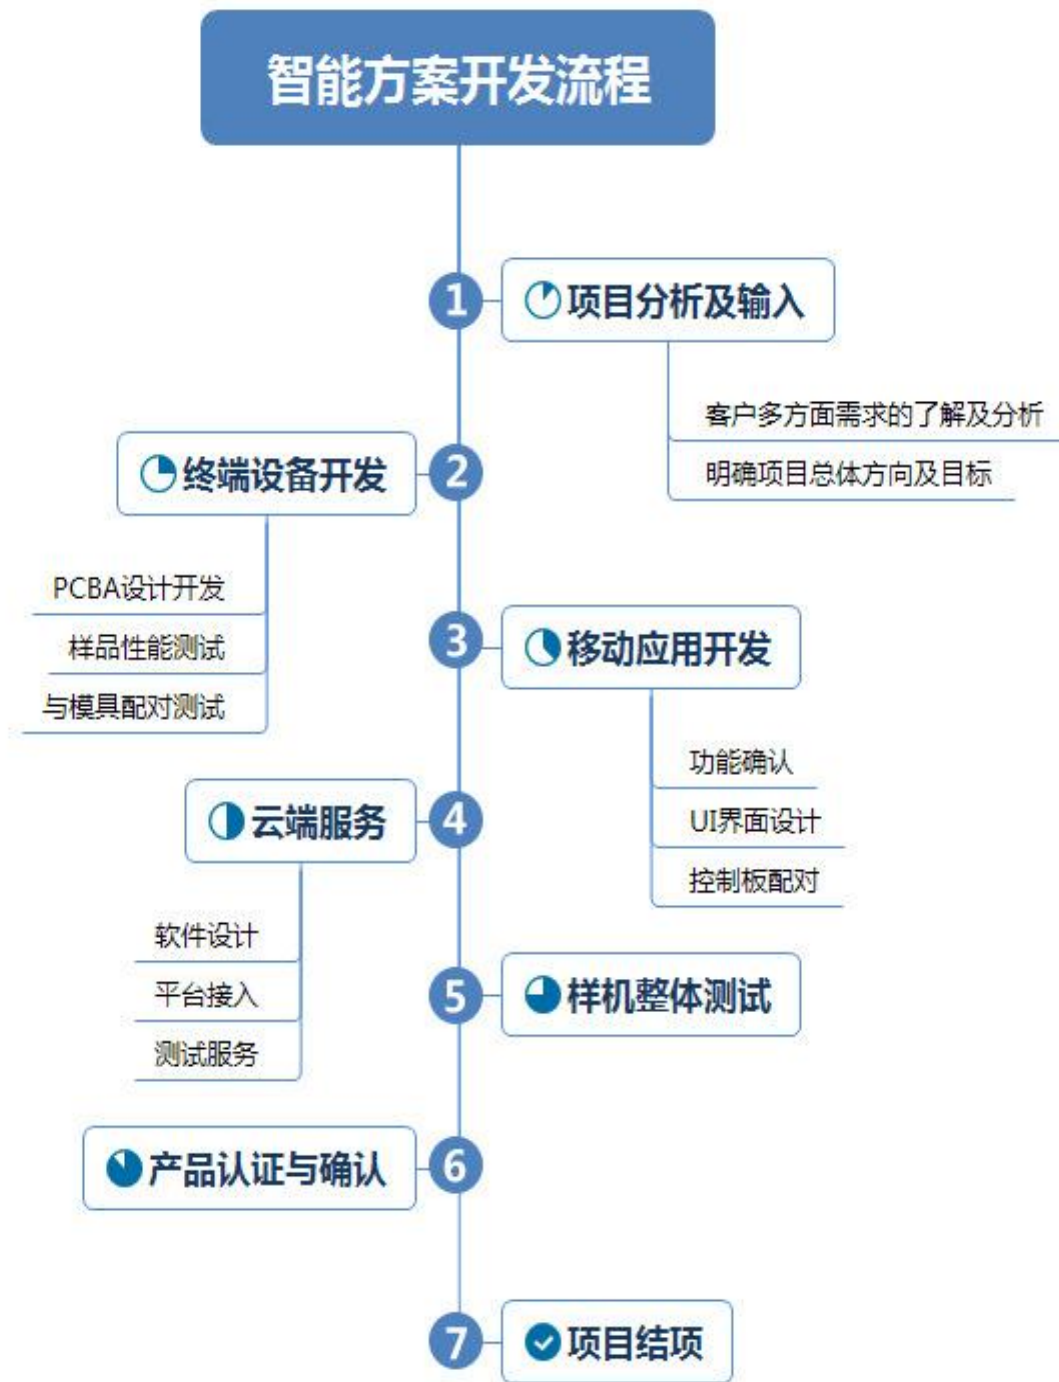 智能方案开发流程
1
项目分析及输入
客户多方面需求的了解及分析
明确项目总体方向及目标
2
终端设备开发
PCBA设计开发
样品性能测试
与模具配对测试
3
移动应用开发
功能确认
UI界面设计
控制板配对
4
云端服务
软件设计
平台接入
测试服务
5
样机整体测试
6
产品认证与确认
7
项目结项